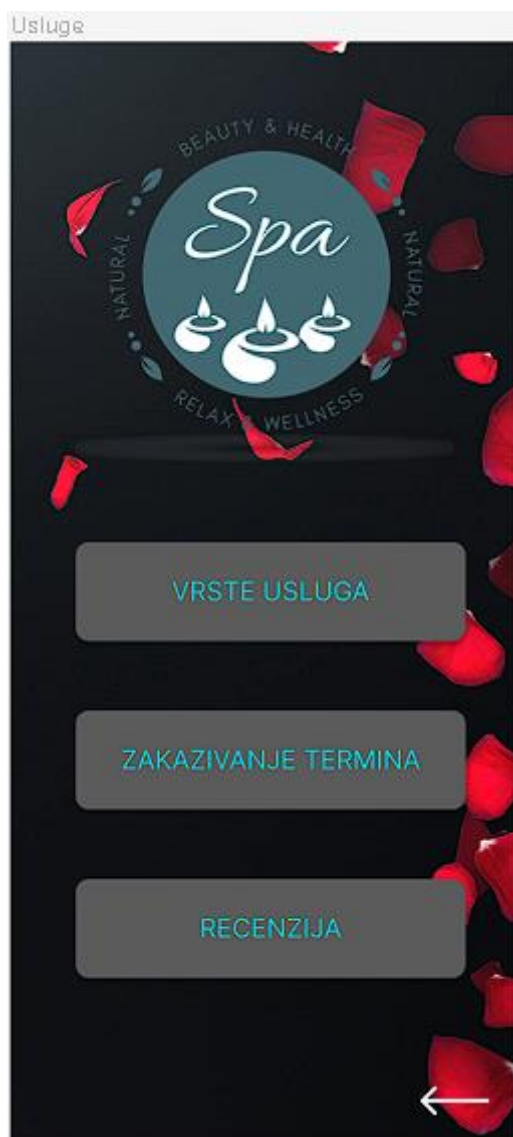 Usluge
BEAUTY & HEALTH
NATURAL
Spa
NATURAL
RELAX & WELLNESS
VRSTE USLUGA
ZAKAZIVANJE TERMINA
RECENZIJA